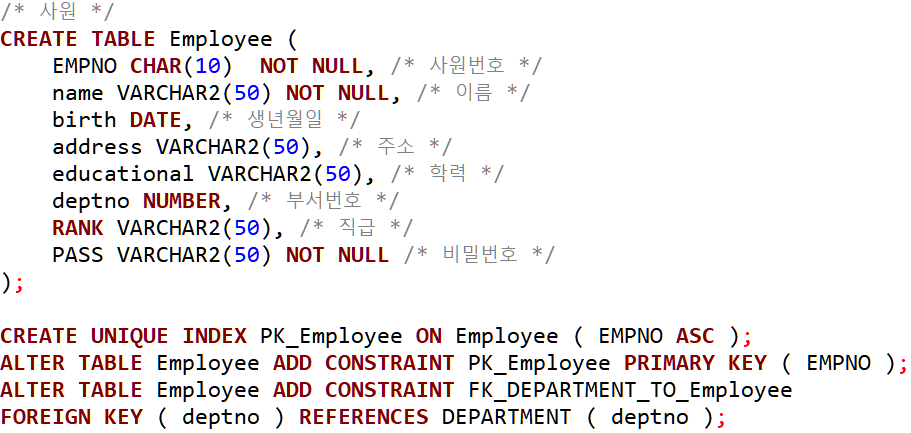 /* 사원 */
CREATE TABLE Employee (
EMPNO CHAR(10) NOT NULL, /* 사원번호 */
name VARCHAR2(50) NOT NULL, /* 이름 */
birth DATE, /* 생년월일 */
address VARCHAR2(50), /* 주소 */
educational VARCHAR2(50), /* 학력 */
deptno NUMBER, /* 부서번호 */
RANK VARCHAR2(50), /* 직급 */
PASS VARCHAR2(50) NOT NULL /* 비밀번호 */
);
CREATE UNIQUE INDEX PK_Employee ON Employee ( EMPNO ASC );
ALTER TABLE Employee ADD CONSTRAINT PK_Employee PRIMARY KEY ( EMPNO );
ALTER TABLE Employee ADD CONSTRAINT FK_DEPARTMENT_TO_Employee
FOREIGN KEY ( deptno ) REFERENCES DEPARTMENT ( deptno );